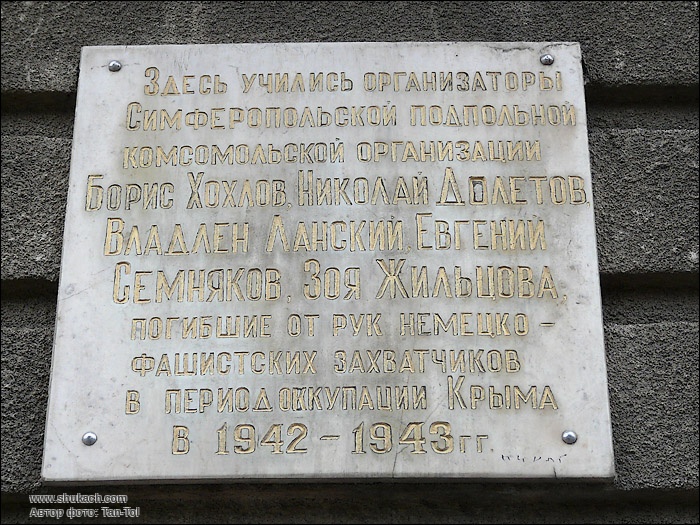 Здесь учились организаторы
Симферопольской подпольной
комсомольской организации
Борис Хохлов, Николай Долетов,
Владлен Ланский, Евгений
Семняков, Зоя Жильцова,
погибшие от рук немецко –
фашистских захватчиков
в период оккупации Крыма
в 1942 – 1943 гг.
www.shukach.com
Автор фото: Tan-Tol